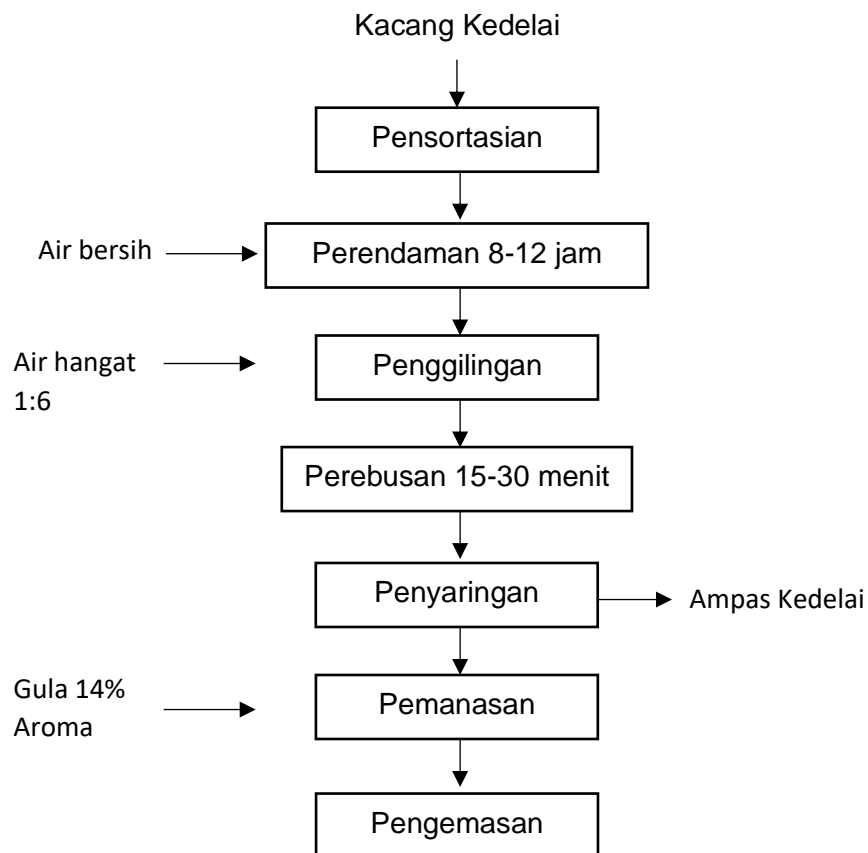 Kacang Kedelai
Pensortasian
Air bersih
Perendaman 8-12 jam
Air hangat
1:6
Penggilingan
Perebusan 15-30 menit
Penyaringan
Ampas Kedelai
Gula 14%
Aroma
Pemanasan
Pengemasan